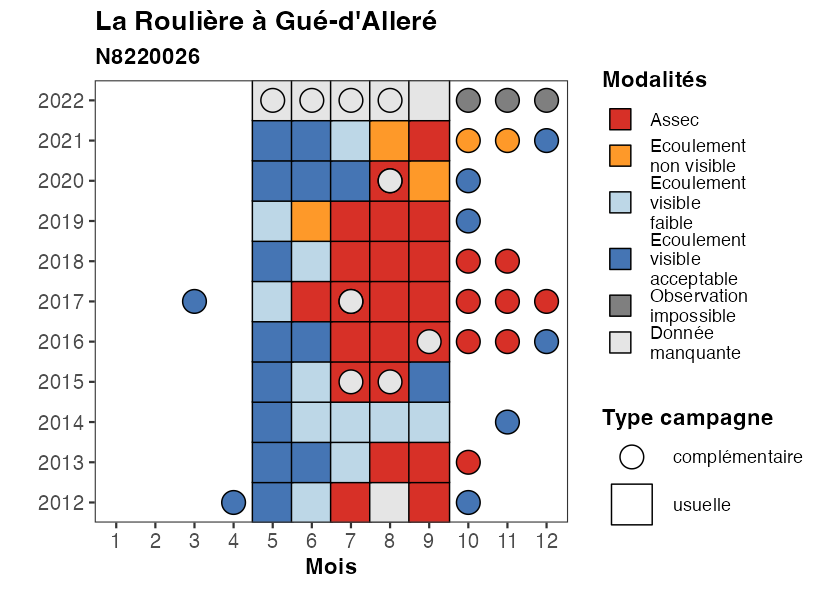 La Roulière à Gué-d'Alleré
N8220026
2022
2021
2020
2019
2018
2017
2016
2015
2014
2013
2012
1 2 3 4 5 6 7 8 9 10 11 12
Mois
Modalités
Assec
Ecoulement
non visible
Ecoulement
visible
faible
Ecoulement
visible
acceptable
Observation
impossible
Donnée
manquante
Type campagne
complémentaire
usuelle